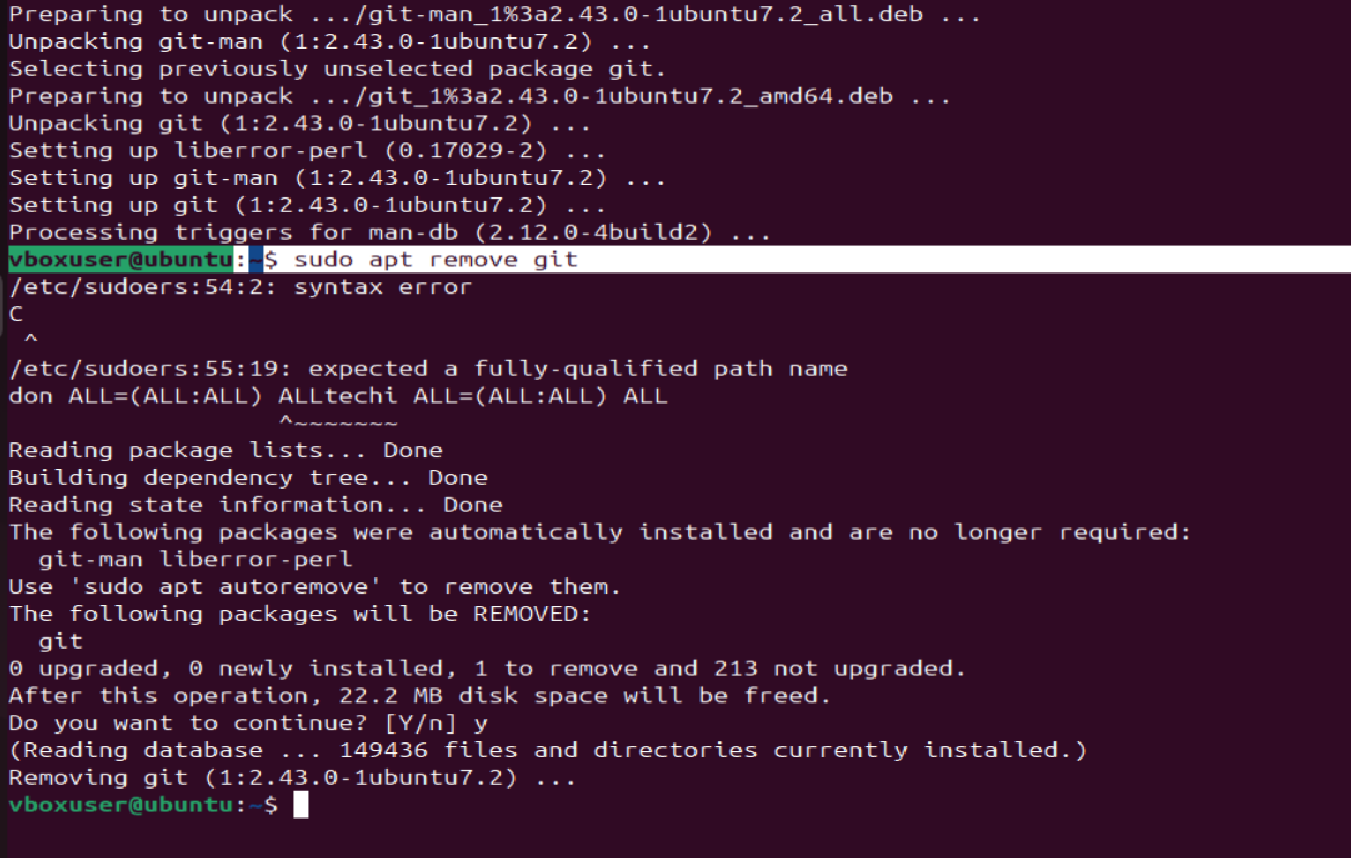 Preparing to unpack .../git-man_1%3a2.43.0-1ubuntu7.2_all.deb ...
Unpacking git-man (1:2.43.0-1ubuntu7.2) ...
Selecting previously unselected package git.
Preparing to unpack .../git_1%3a2.43.0-1ubuntu7.2_amd64.deb ...
Unpacking git (1:2.43.0-1ubuntu7.2) ...
Setting up liberror-perl (0.17029-2) ...
Setting up git-man (1:2.43.0-1ubuntu7.2) ...
Setting up git (1:2.43.0-1ubuntu7.2) ...
Processing triggers for man-db (2.12.0-4build2) ...
vboxuser@ubuntu:~$ sudo apt remove git
/etc/sudoers:54:2: syntax error
C
 ^
/etc/sudoers:55:19: expected a fully-qualified path name
don ALL=(ALL:ALL) ALLtechi ALL=(ALL:ALL) ALL
                  ^~~~~~~~
Reading package lists... Done
Building dependency tree... Done
Reading state information... Done
The following packages were automatically installed and are no longer required:
  git-man liberror-perl
Use 'sudo apt autoremove' to remove them.
The following packages will be REMOVED:
  git
0 upgraded, 0 newly installed, 1 to remove and 213 not upgraded.
After this operation, 22.2 MB disk space will be freed.
Do you want to continue? [Y/n] y
(Reading database ... 149436 files and directories currently installed.)
Removing git (1:2.43.0-1ubuntu7.2) ...
vboxuser@ubuntu:~$